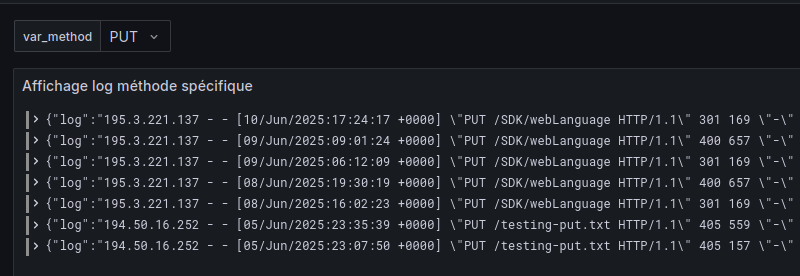 var_method PUT
Affichage log méthode spécifique
{"log":"195.3.221.137 - - [10/Jun/2025:17:24:17 +0000] \"PUT /SDK/webLanguage HTTP/1.1\" 301 169 \"-\"
{"log":"195.3.221.137 - - [09/Jun/2025:09:01:24 +0000] \"PUT /SDK/webLanguage HTTP/1.1\" 400 657 \"-\"
{"log":"195.3.221.137 - - [09/Jun/2025:06:12:09 +0000] \"PUT /SDK/webLanguage HTTP/1.1\" 301 169 \"-\"
{"log":"195.3.221.137 - - [08/Jun/2025:19:30:19 +0000] \"PUT /SDK/webLanguage HTTP/1.1\" 400 657 \"-\"
{"log":"195.3.221.137 - - [08/Jun/2025:16:02:23 +0000] \"PUT /SDK/webLanguage HTTP/1.1\" 301 169 \"-\"
{"log":"194.50.16.252 - - [05/Jun/2025:23:35:39 +0000] \"PUT /testing-put.txt HTTP/1.1\" 405 559 \"-\"
{"log":"194.50.16.252 - - [05/Jun/2025:23:07:50 +0000] \"PUT /testing-put.txt HTTP/1.1\" 405 157 \"-\"